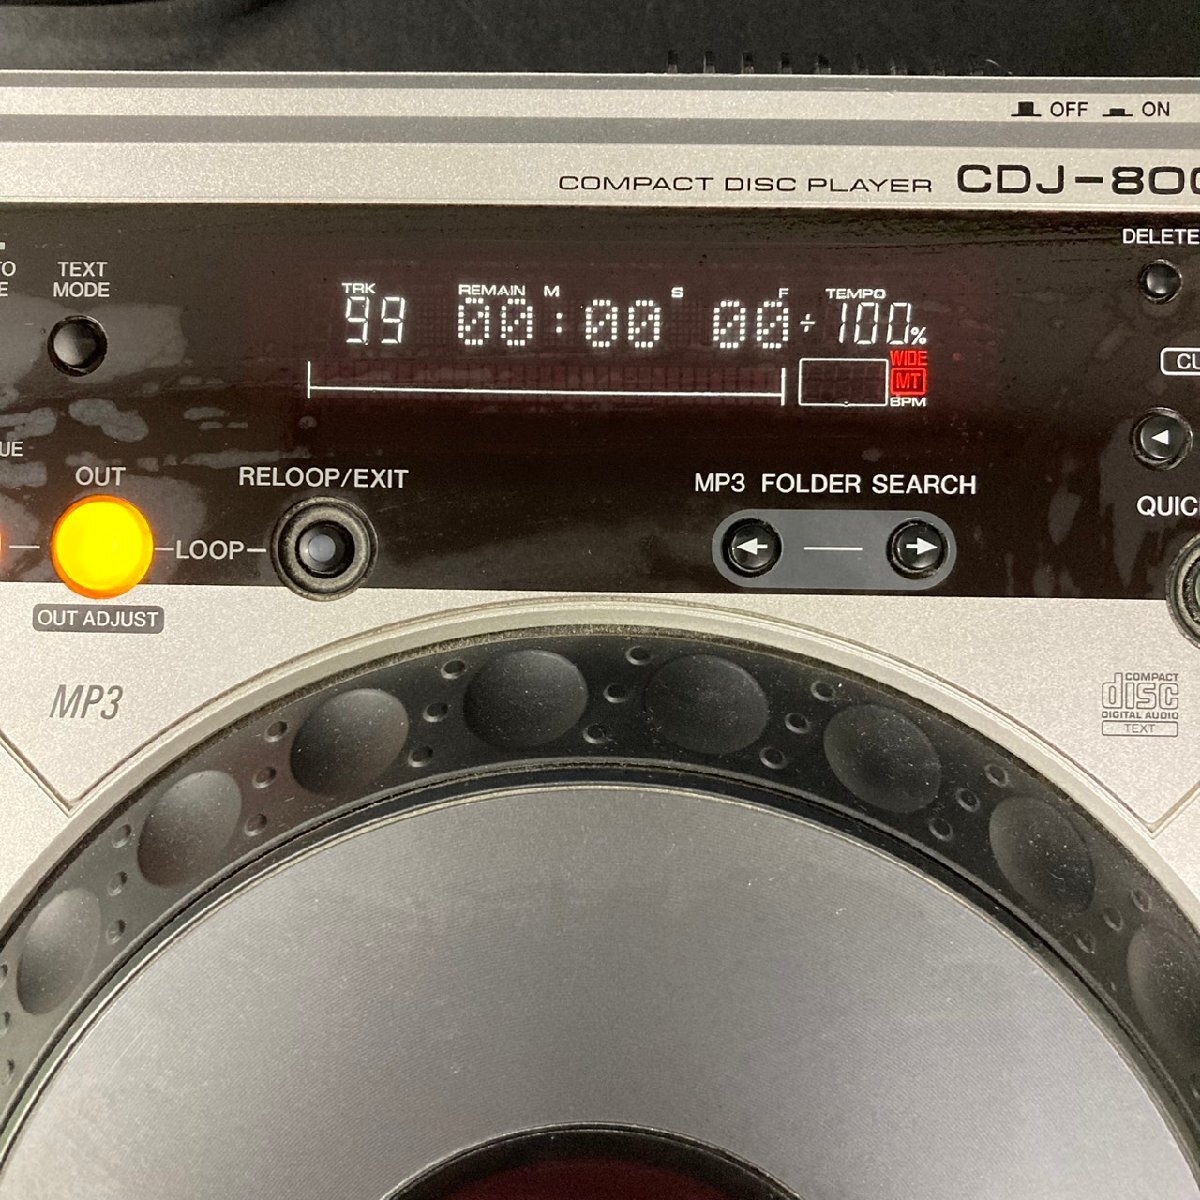 OFF ON
COMPACT DISC PLAYER CDJ-800
DELETE
TEXT
MODE
TRK REMAIN M S F TEMPO
99 00:00 00 ÷ 100%
WIDE
MT
BPM
OUT
RELOOP/EXIT
MP3 FOLDER SEARCH
LOOP
OUT ADJUST
MP3
COMPACT
disc
DIGITAL AUDIO
TEXT